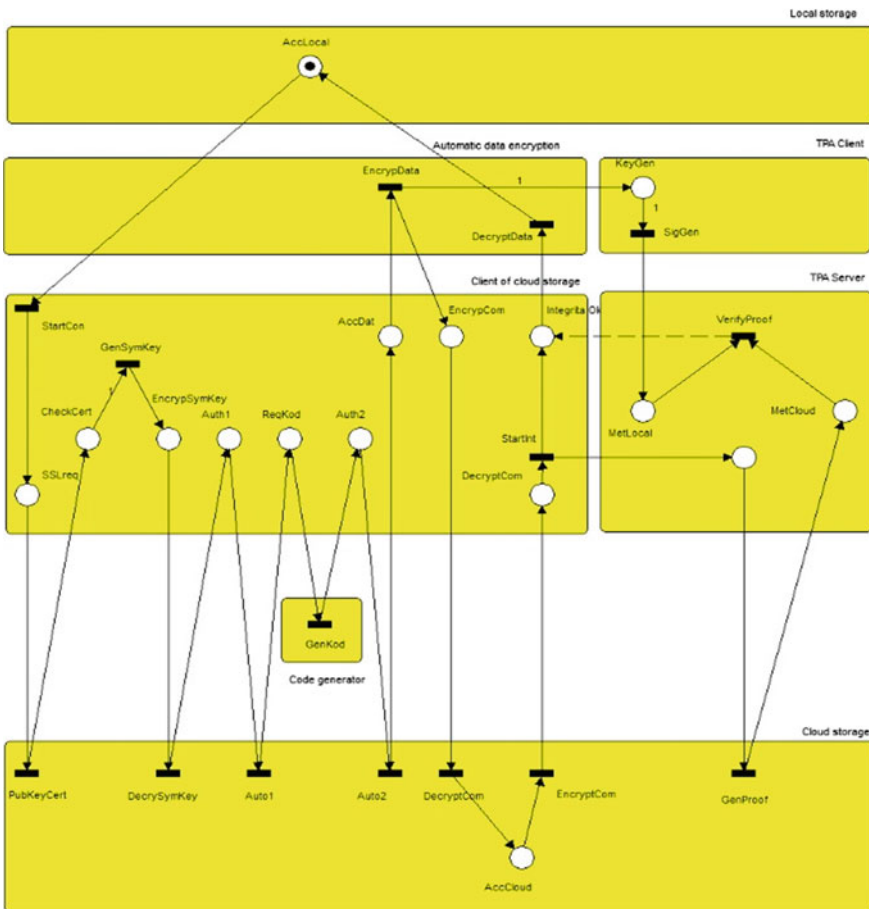 Local storage
AccLocal
Automatic data encryption
TPA Client
EncrypData
KeyGen
1
1
DecryptData
SigGen
Client of cloud storage
TPA Server
StartCon
AccDat
EncrypCom
Integrita Ok
VerifyProof
GenSymKey
1
EncrypSymKey
CheckCert
Auth1
ReqKod
Auth2
MetLocal
MetCloud
StartInt
SSLreq
DecryptCom
GenKod
Code generator
Cloud storage
PubKeyCert
DecrySymKey
Auto1
Auto2
DecryptCom
EncryptCom
GenProof
AccCloud